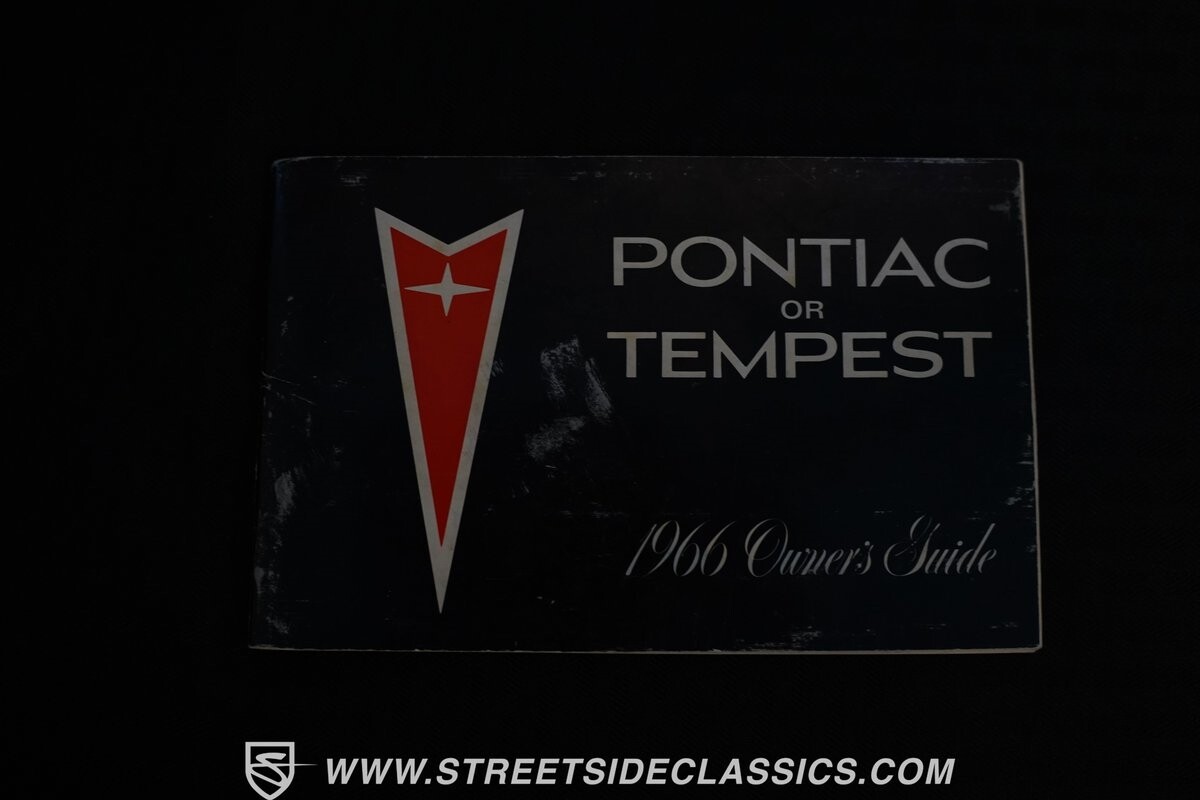 PONTIAC
OR
TEMPEST
1966 Owner's Guide
WWW.STREETSIDECLASSICS.COM